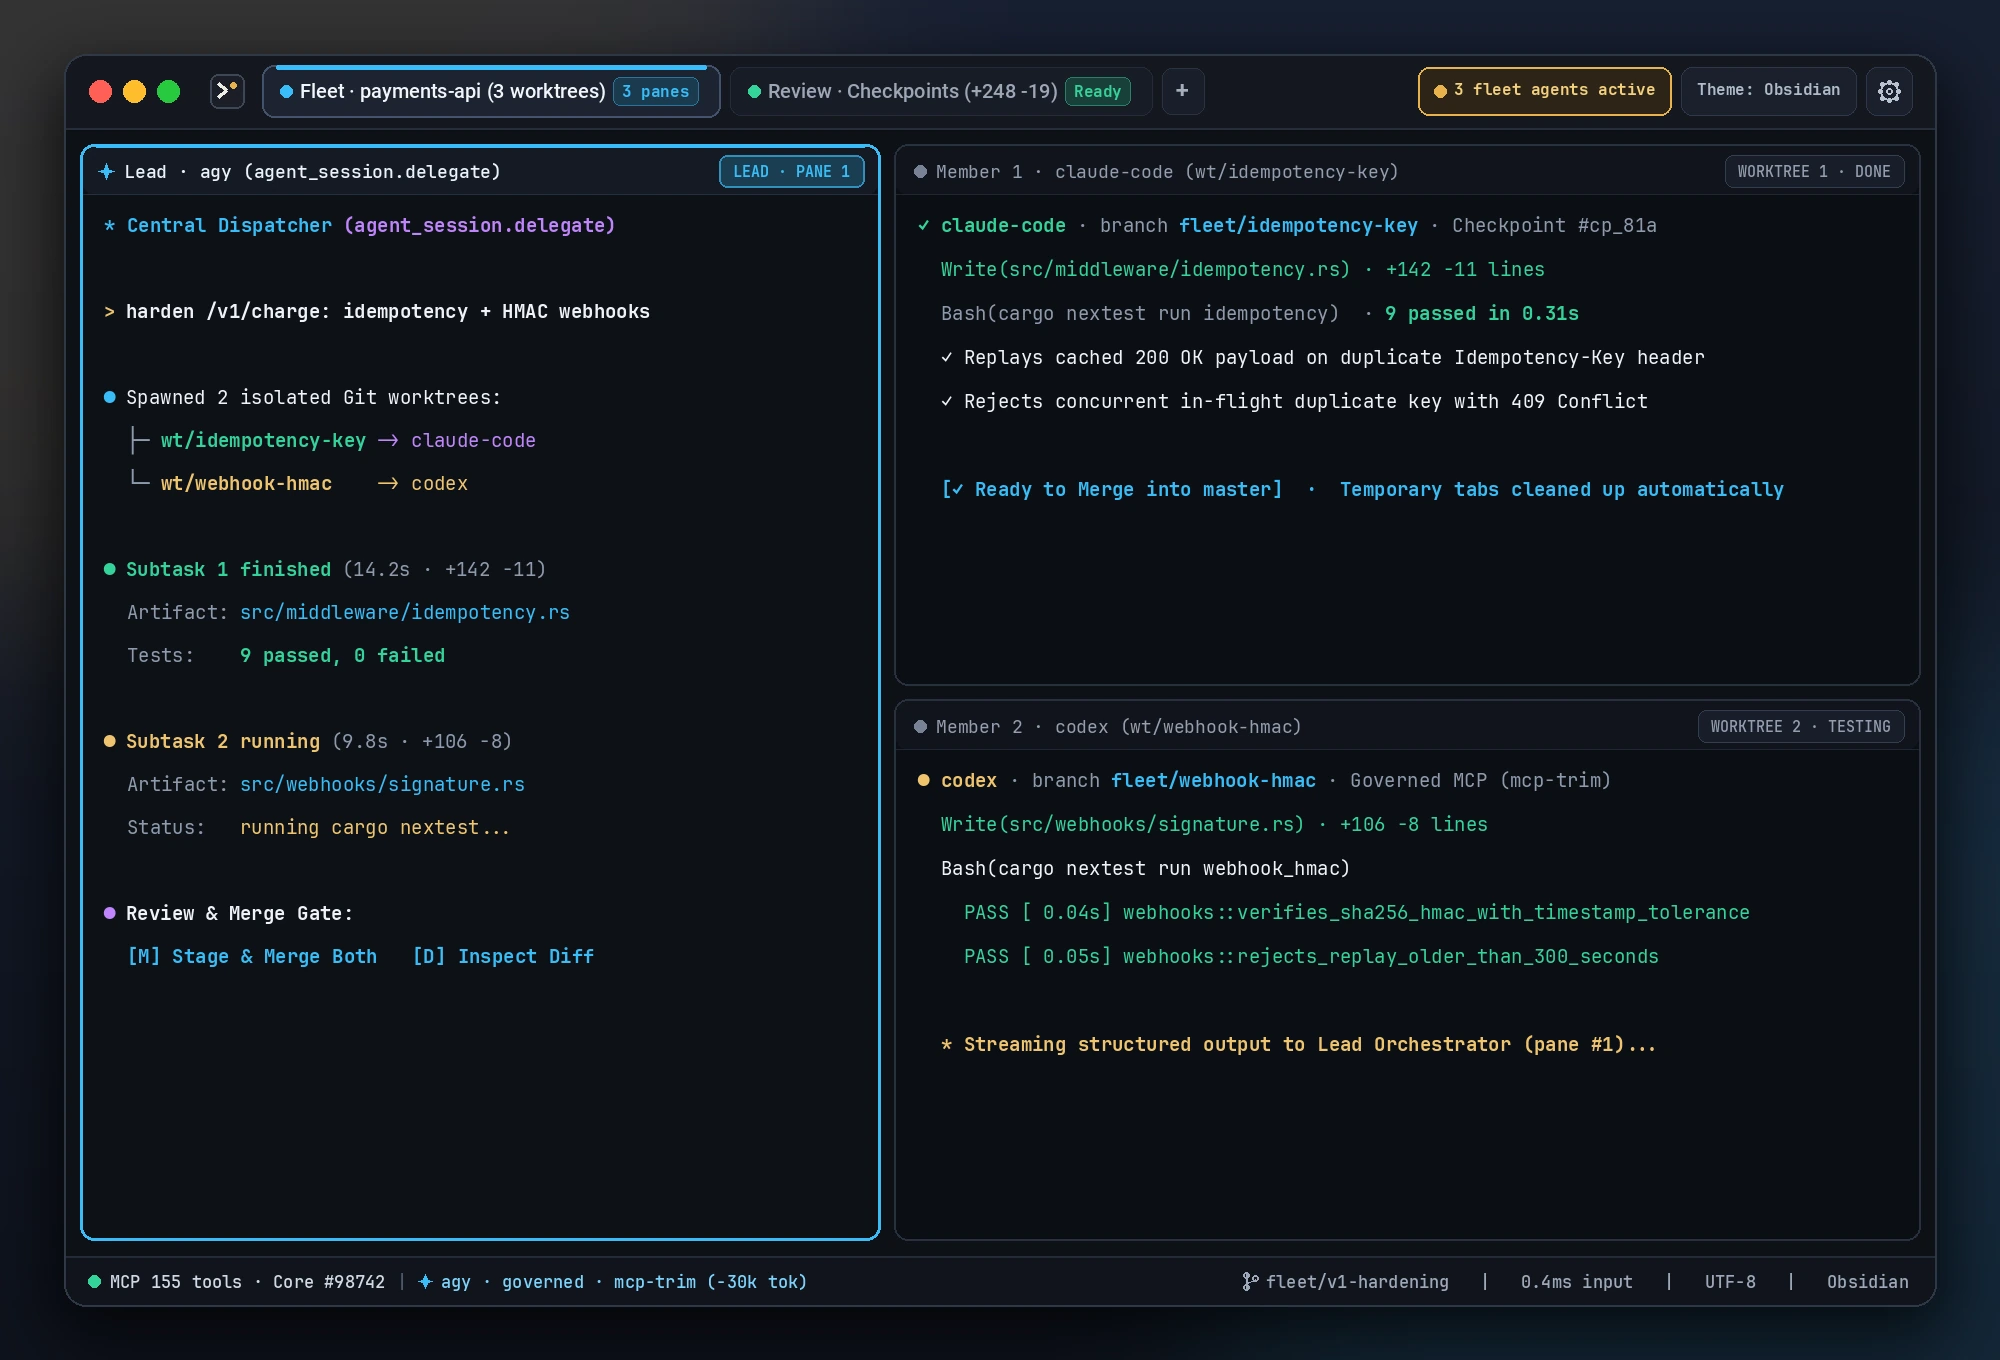 Fleet · payments-api (3 worktrees) 3 panes
Review · Checkpoints (+248 -19) Ready
+
3 fleet agents active
Theme: Obsidian
✦ Lead · agy (agent_session.delegate)
LEAD · PANE 1
* Central Dispatcher (agent_session.delegate)
> harden /v1/charge: idempotency + HMAC webhooks
● Spawned 2 isolated Git worktrees:
├─ wt/idempotency-key -> claude-code
└─ wt/webhook-hmac -> codex
● Subtask 1 finished (14.2s · +142 -11)
Artifact: src/middleware/idempotency.rs
Tests: 9 passed, 0 failed
● Subtask 2 running (9.8s · +106 -8)
Artifact: src/webhooks/signature.rs
Status: running cargo nextest...
● Review & Merge Gate:
[M] Stage & Merge Both [D] Inspect Diff
Member 1 · claude-code (wt/idempotency-key)
WORKTREE 1 · DONE
✓ claude-code · branch fleet/idempotency-key · Checkpoint #cp_81a
Write(src/middleware/idempotency.rs) · +142 -11 lines
Bash(cargo nextest run idempotency) · 9 passed in 0.31s
✓ Replays cached 200 OK payload on duplicate Idempotency-Key header
✓ Rejects concurrent in-flight duplicate key with 409 Conflict
[✓ Ready to Merge into master] · Temporary tabs cleaned up automatically
Member 2 · codex (wt/webhook-hmac)
WORKTREE 2 · TESTING
● codex · branch fleet/webhook-hmac · Governed MCP (mcp-trim)
Write(src/webhooks/signature.rs) · +106 -8 lines
Bash(cargo nextest run webhook_hmac)
PASS [ 0.04s] webhooks::verifies_sha256_hmac_with_timestamp_tolerance
PASS [ 0.05s] webhooks::rejects_replay_older_than_300_seconds
* Streaming structured output to Lead Orchestrator (pane #1)...
● MCP 155 tools · Core #98742 | ✦ agy · governed · mcp-trim (-30k tok)
fleet/v1-hardening | 0.4ms input | UTF-8 | Obsidian